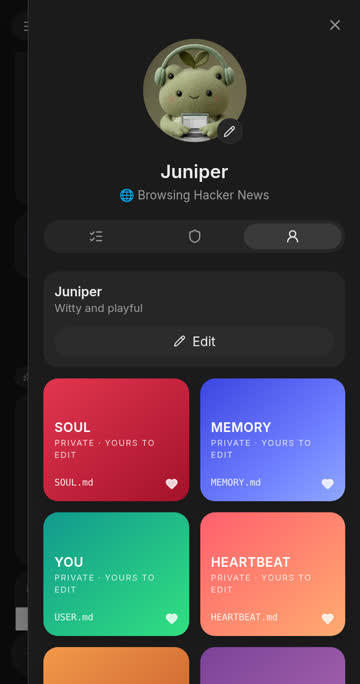 Juniper
🌐 Browsing Hacker News
Juniper
Witty and playful
Edit
SOUL
PRIVATE · YOURS TO
EDIT
SOUL.md
MEMORY
PRIVATE · YOURS TO
EDIT
MEMORY.md
YOU
PRIVATE · YOURS TO
EDIT
USER.md
HEARTBEAT
PRIVATE · YOURS TO
EDIT
HEARTBEAT.md